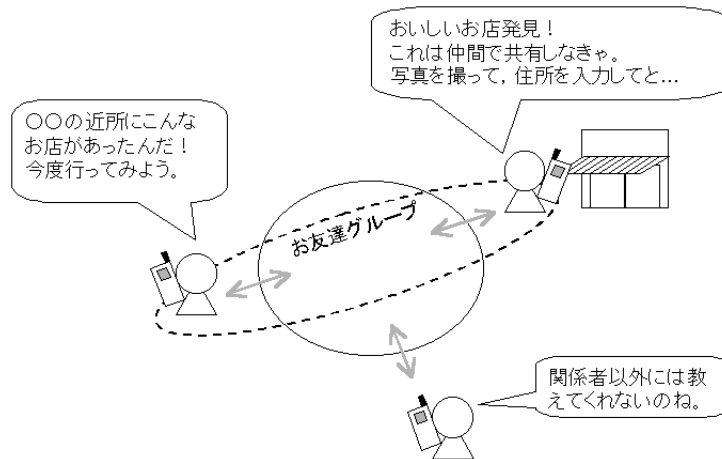 おいしいお店発見!
これは仲間で共有しなきゃ。
写真を撮って,住所を入力してと…
〇〇の近所にこんな
お店があったんだ!
今度行ってみよう。
お友達グループ
関係者以外には教
えてくれないのね。